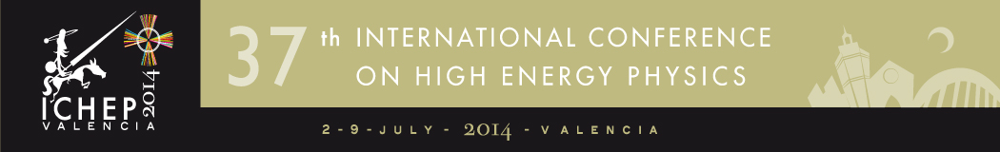 ICHEP 2014
VALENCIA
37th INTERNATIONAL CONFERENCE
ON HIGH ENERGY PHYSICS
2-9-JULY- 2014 -VALENCIA